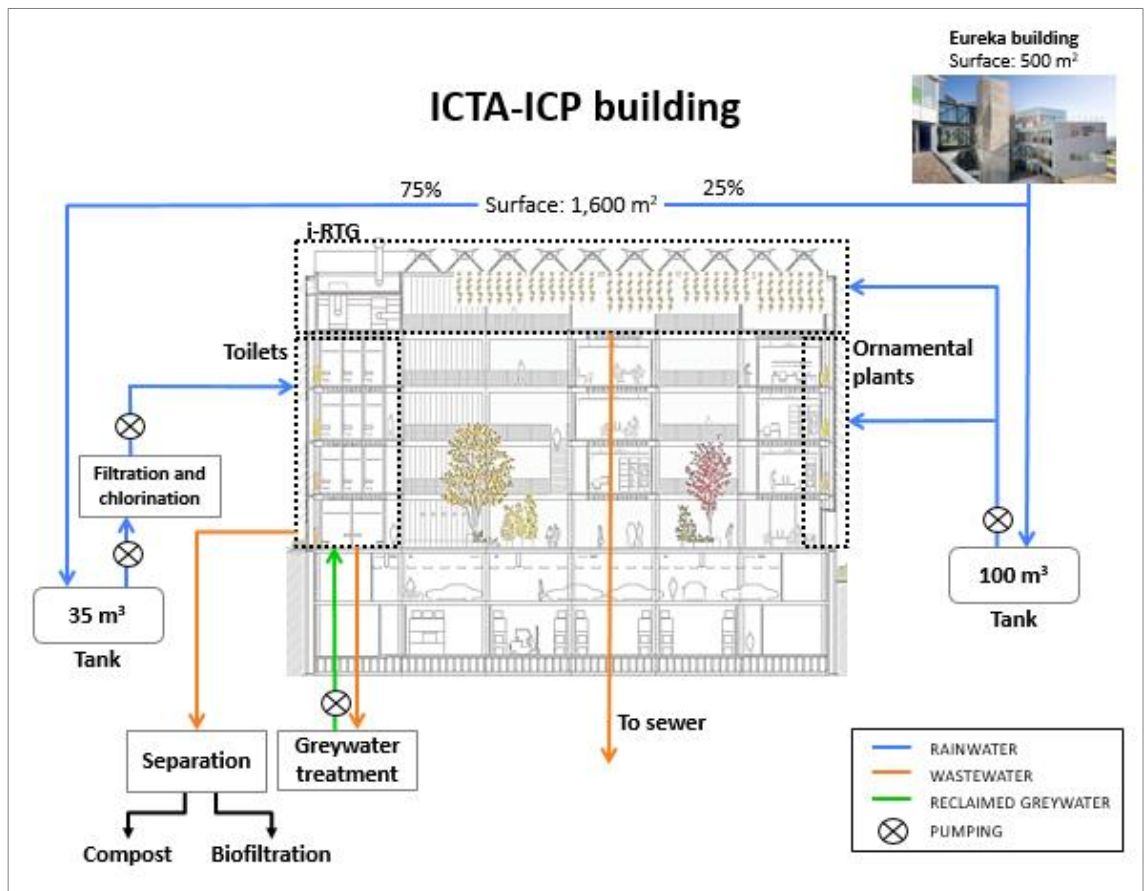 Eureka building
Surface: 500 m²
ICTA-ICP building
75%
25%
Surface: 1,600 m²
i-RTG
Toilets
Ornamental
plants
Filtration and
chlorination
35 m³
Tank
100 m³
Tank
To sewer
Separation
Greywater
treatment
Compost
Biofiltration
RAINWATER
WASTEWATER
RECLAIMED GREYWATER
PUMPING